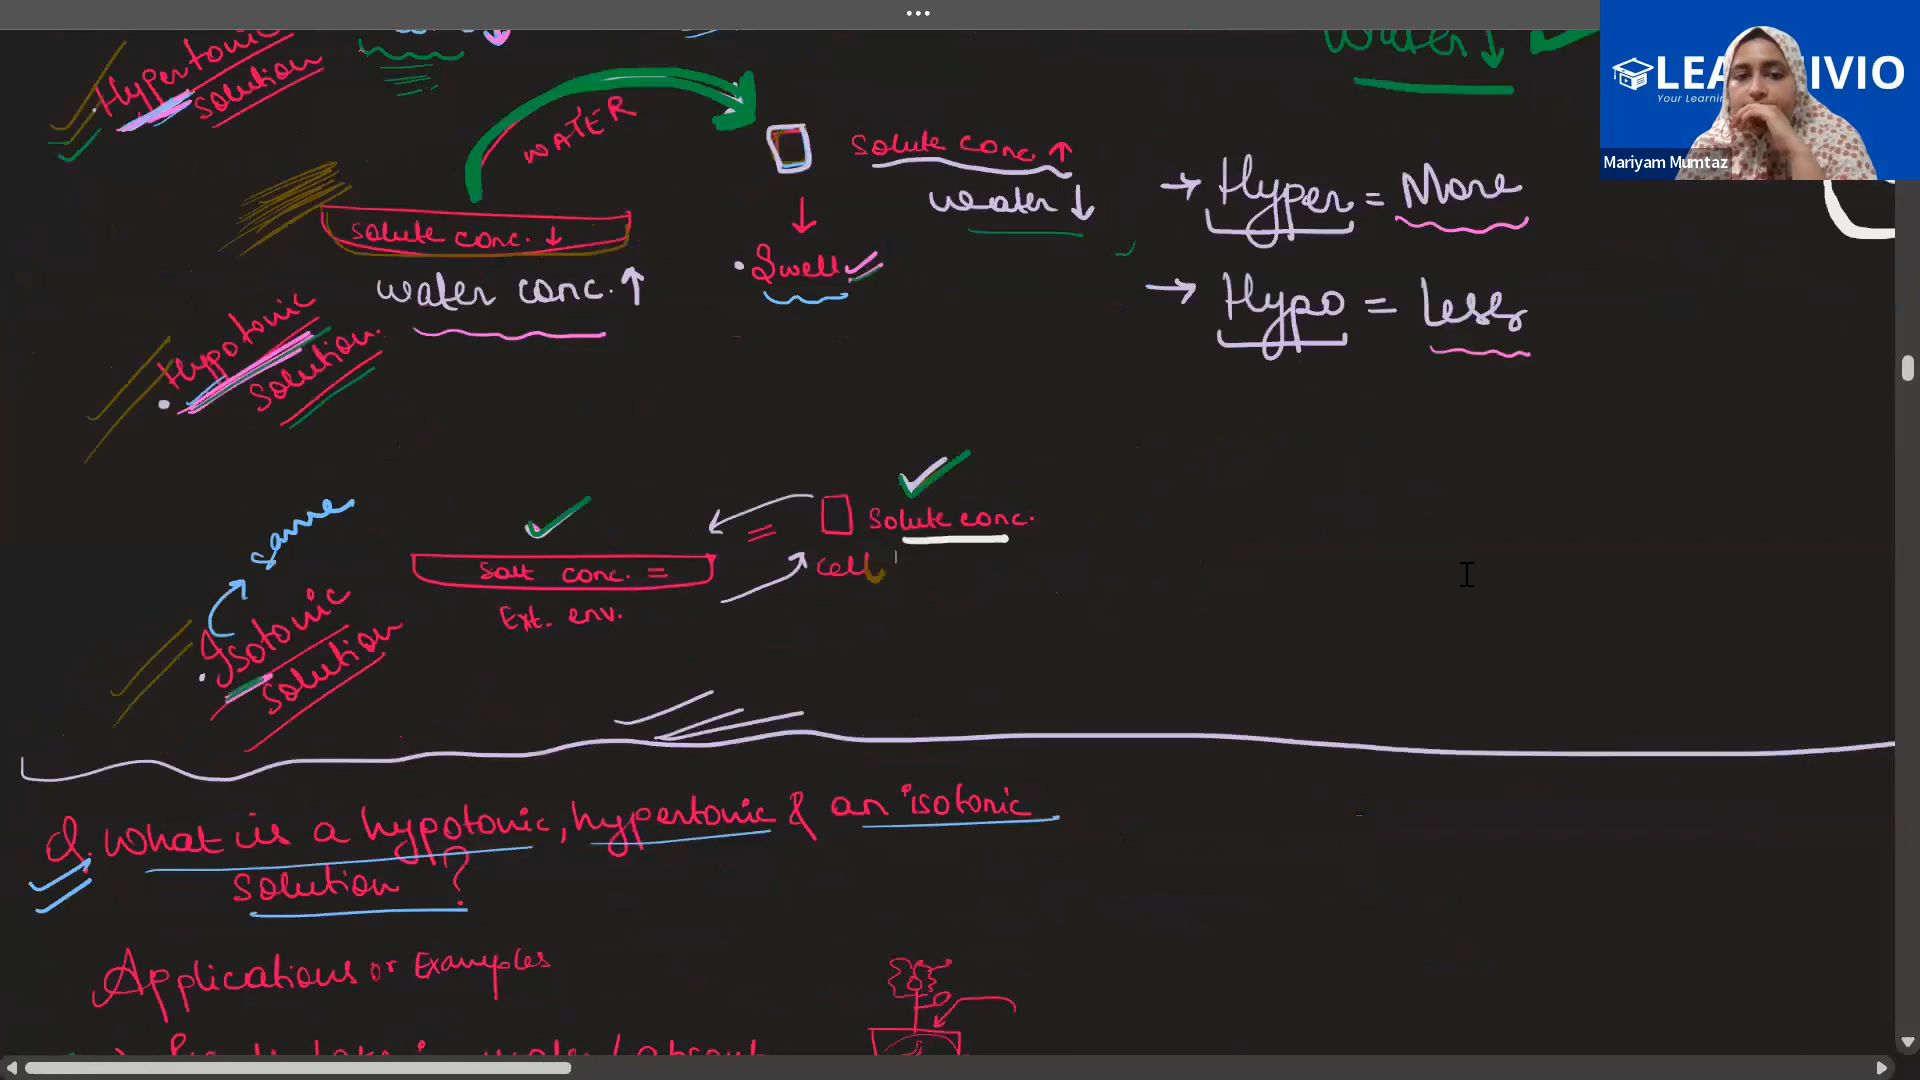 Hypertonic
solution
Water ↓
LEA IVIO
Your Learnin
Mariyam Mumtaz
WATER
solute conc. ↑
water ↓
→ Hyper = More
solute conc. ↓
water conc. ↑
• Swell
→ Hypo = Less
• Hypotonic
solution.
same
= solute conc.
cell
salt conc. =
Ext. env.
• Isotonic
solution
Q. What iis a hypotonic, hypertonic & an isotonic
solution ?
Applications or Examples